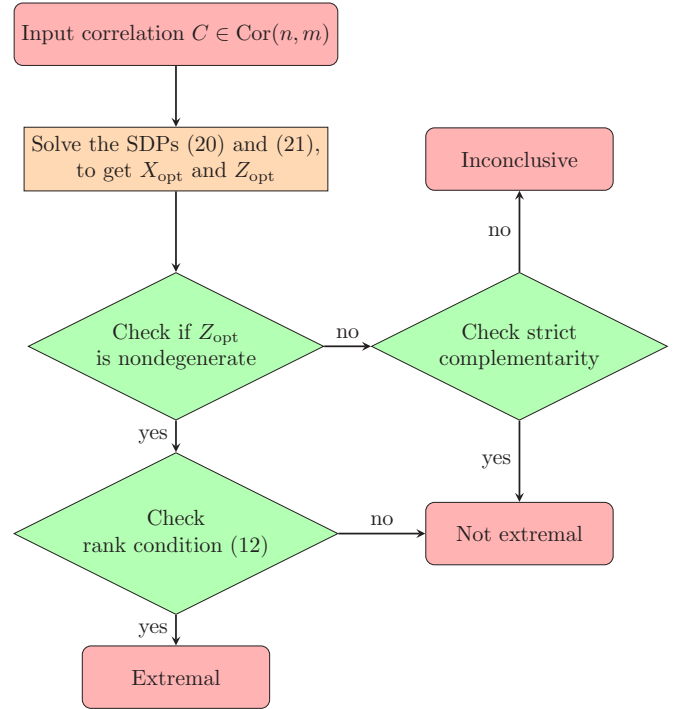 Input correlation C ∈ Cor(n, m)
Solve the SDPs (20) and (21),
to get X_opt and Z_opt
Inconclusive
no
Check if Z_opt
is nondegenerate
no
Check strict
complementarity
yes
yes
Check
rank condition (12)
no
Not extremal
yes
Extremal